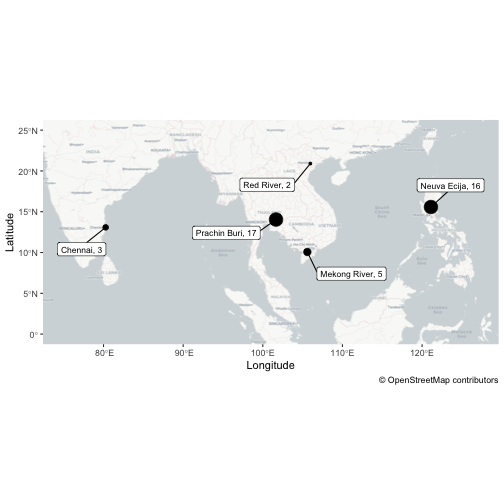 25°N
20°N
15°N
10°N
5°N
0°
Latitude
Red River, 2
Neuva Ecija, 16
Prachin Buri, 17
Chennai, 3
Mekong River, 5
80°E
90°E
100°E
110°E
120°E
Longitude
© OpenStreetMap contributors